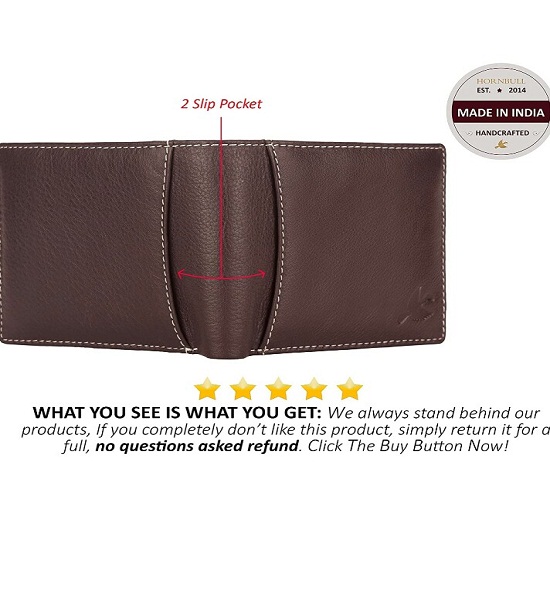 HORNBULL
EST. ★ 2014
MADE IN INDIA
HANDCRAFTED
2 Slip Pocket
WHAT YOU SEE IS WHAT YOU GET: We always stand behind our
products, If you completely don't like this product, simply return it for a
full, no questions asked refund. Click The Buy Button Now!